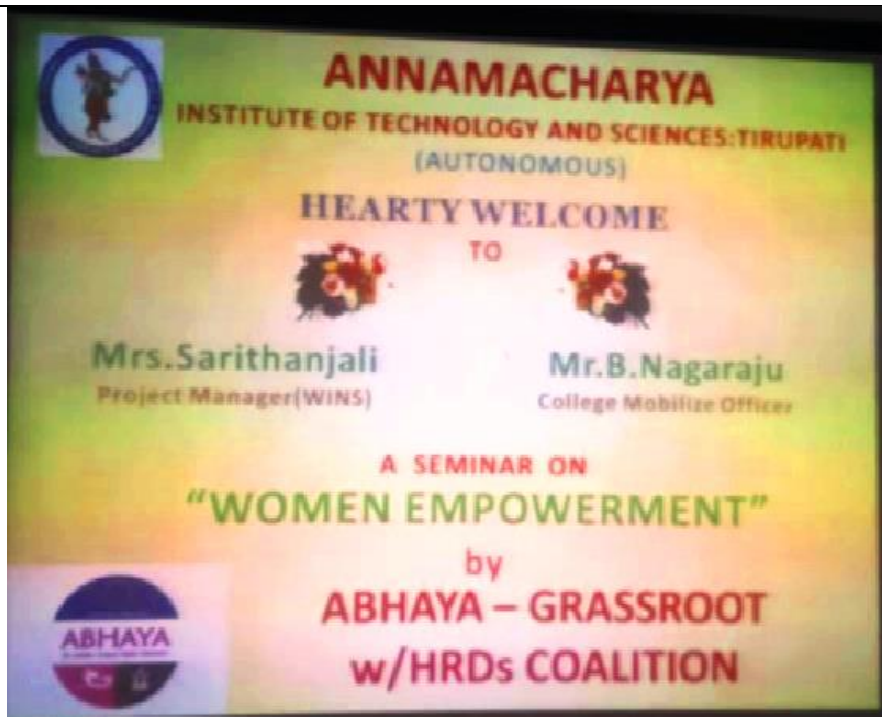 ANNAMACHARYA
INSTITUTE OF TECHNOLOGY AND SCIENCES:TIRUPATI
(AUTONOMOUS)
HEARTY WELCOME
TO
Mrs.Sarithanjali
Project Manager(WINS)
Mr.B.Nagaraju
College Mobilize Officer
A SEMINAR ON
“WOMEN EMPOWERMENT”
by
ABHAYA – GRASSROOT
w/HRDs COALITION
ABHAYA